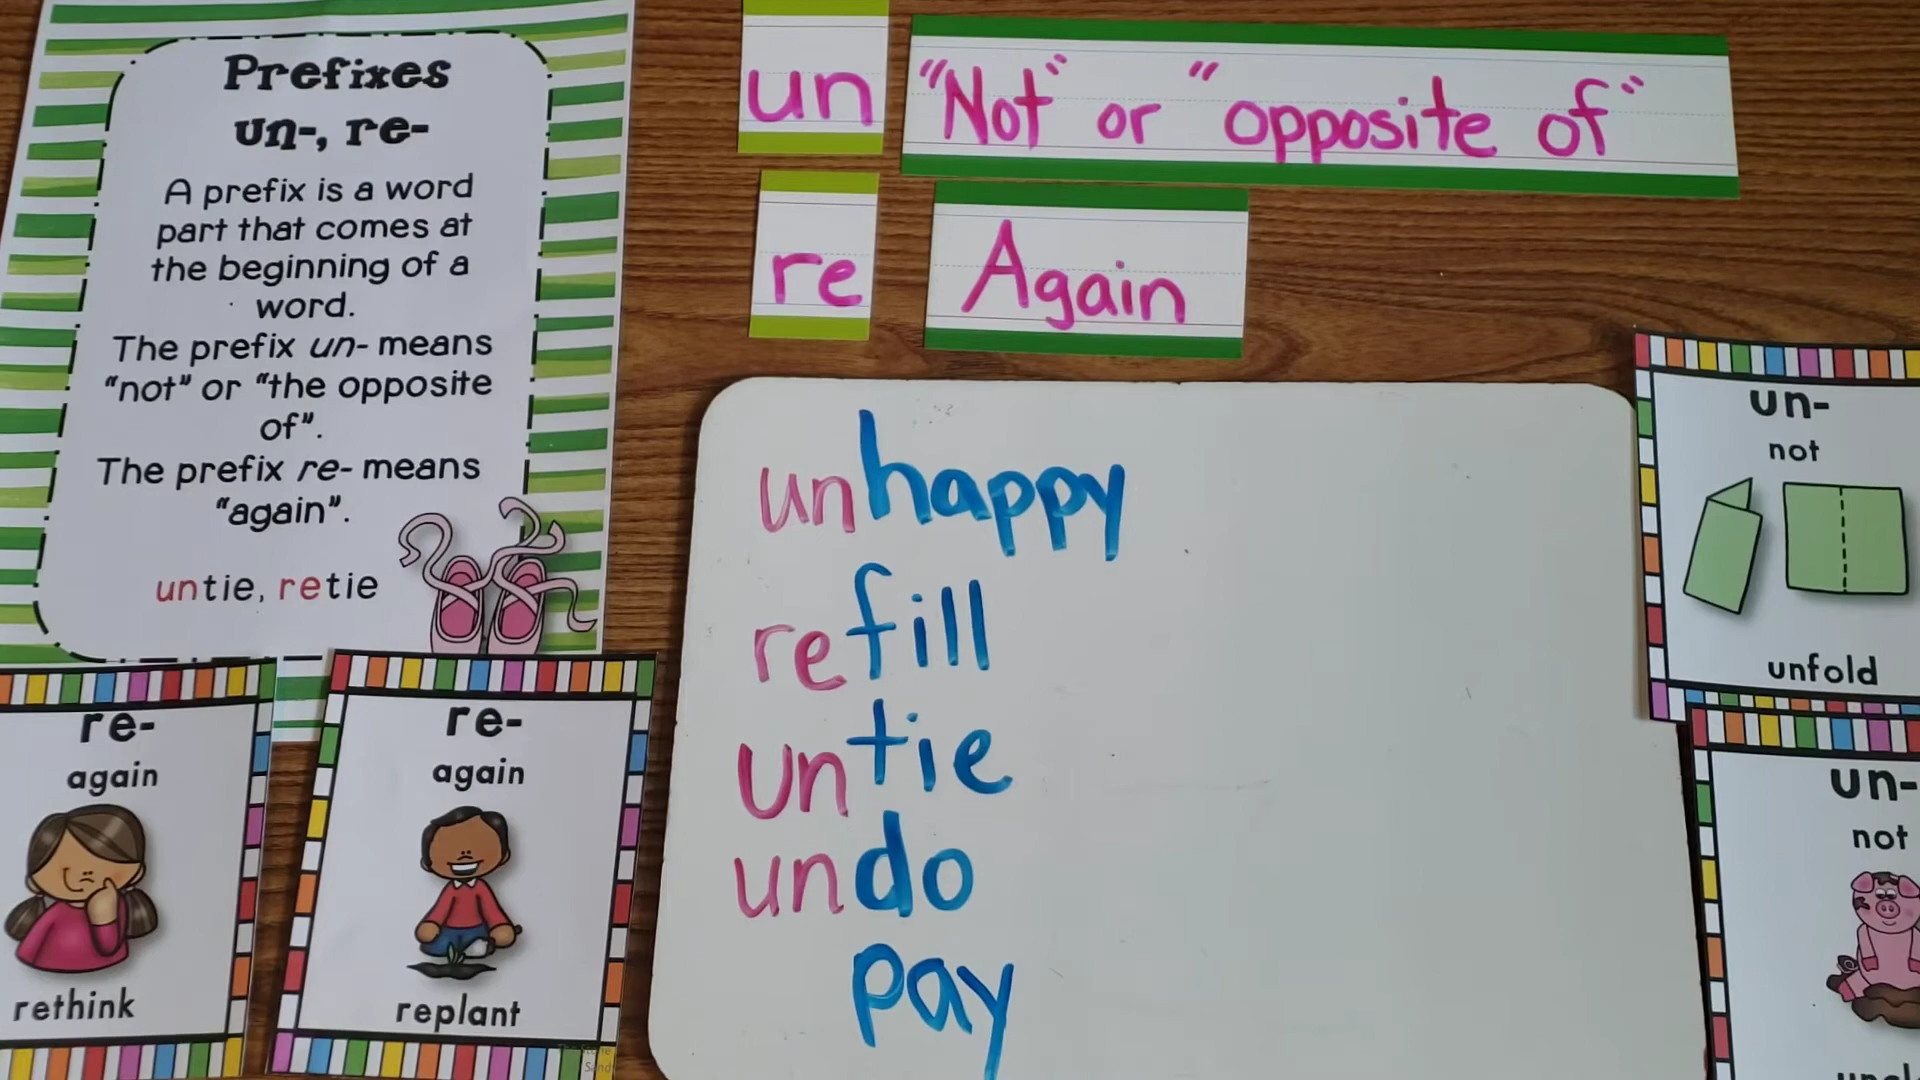 Prefixes
un-, re-
A prefix is a word
part that comes at
the beginning of a
word.
The prefix un- means
"not" or "the opposite
of".
The prefix re- means
"again".
untie, retie
un
"Not" or "opposite of"
re
Again
unhappy
refill
untie
undo
pay
re-
again
rethink
re-
again
replant
un-
not
unfold
un-
not